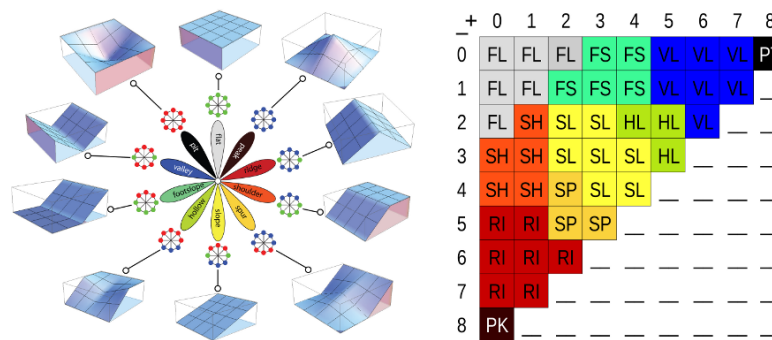 flat
peak
ridge
shoulder
spur
slope
hollow
footslope
valley
pit
_+ 0 1 2 3 4 5 6 7 8
0 FL FL FL FS FS VL VL VL
1 FL FL FS FS FS VL VL VL _
2 FL SH SL SL HL HL VL _ _
3 SH SH SL SL SL HL _ _ _
4 SH SH SP SL SL _ _ _ _
5 RI RI SP SP _ _ _ _ _
6 RI RI RI _ _ _ _ _ _
7 RI RI _ _ _ _ _ _ _
8 PK _ _ _ _ _ _ _ _